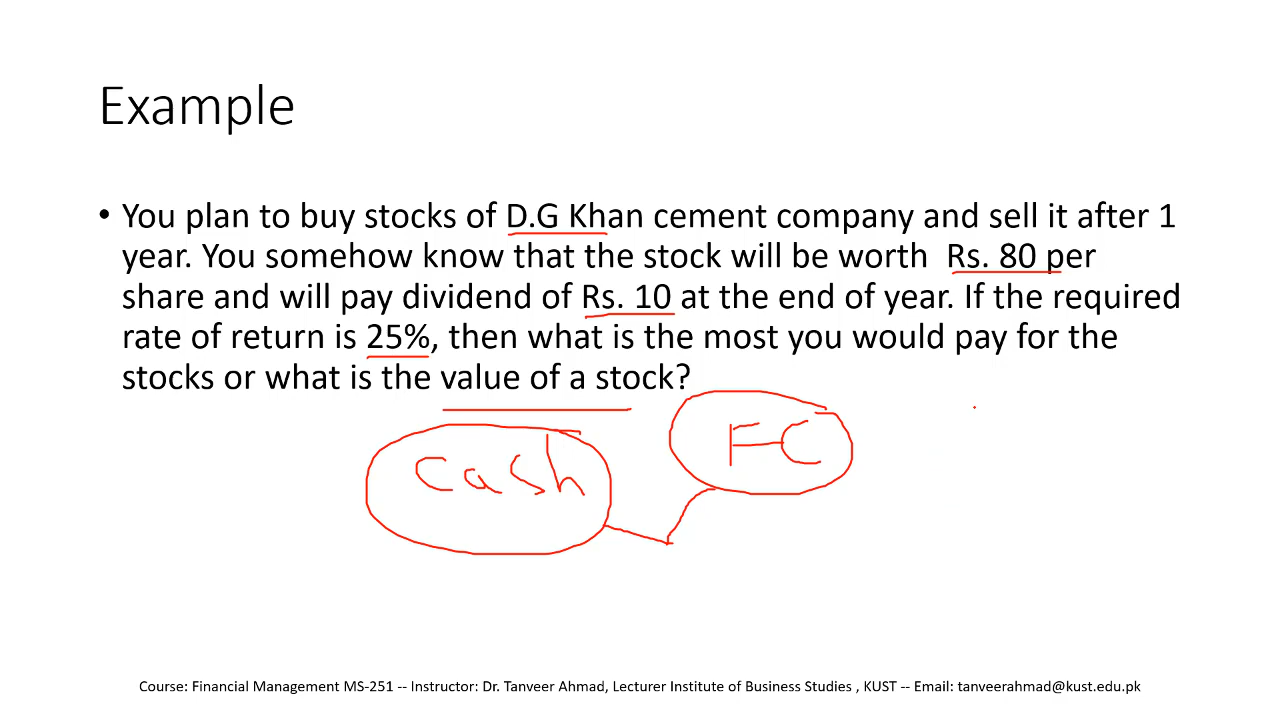 Example
• You plan to buy stocks of D.G Khan cement company and sell it after 1
year. You somehow know that the stock will be worth Rs. 80 per
share and will pay dividend of Rs. 10 at the end of year. If the required
rate of return is 25%, then what is the most you would pay for the
stocks or what is the value of a stock?
Cash FC
Course: Financial Management MS-251 -- Instructor: Dr. Tanveer Ahmad, Lecturer Institute of Business Studies , KUST -- Email: tanveerahmad@kust.edu.pk